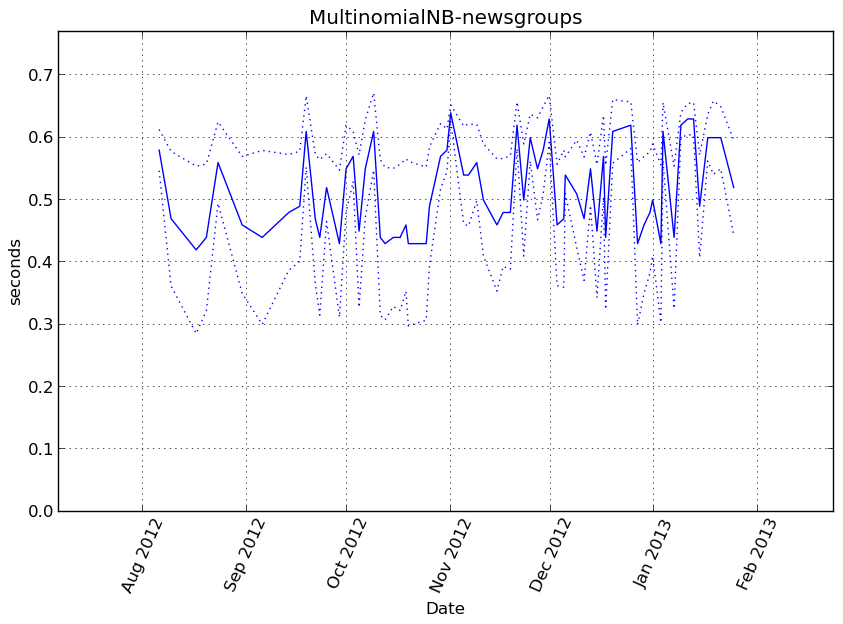 MultinomialNB-newsgroups
0.7
0.6
0.5
0.4
0.3
0.2
0.1
0.0
seconds
Aug 2012
Sep 2012
Oct 2012
Nov 2012
Dec 2012
Jan 2013
Feb 2013
Date